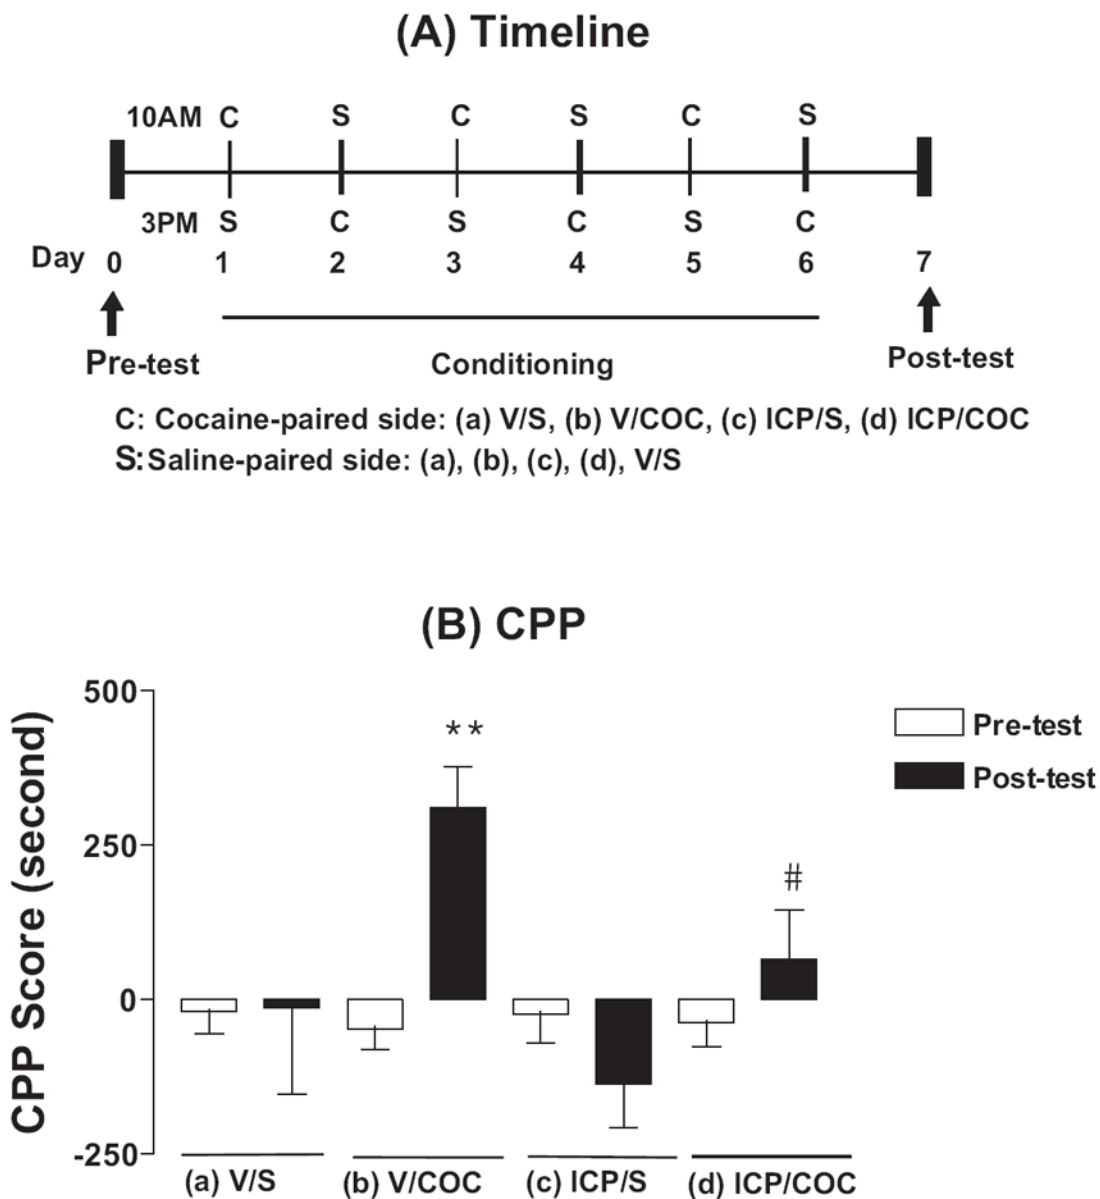 (A) Timeline
10AM C S C S C S
3PM S C S C S C
Day 0 1 2 3 4 5 6 7
Pre-test Conditioning Post-test
C: Cocaine-paired side: (a) V/S, (b) V/COC, (c) ICP/S, (d) ICP/COC
S:Saline-paired side: (a), (b), (c), (d), V/S
(B) CPP
CPP Score (second)
500
250
0
-250
**
#
Pre-test
Post-test
(a) V/S (b) V/COC (c) ICP/S (d) ICP/COC